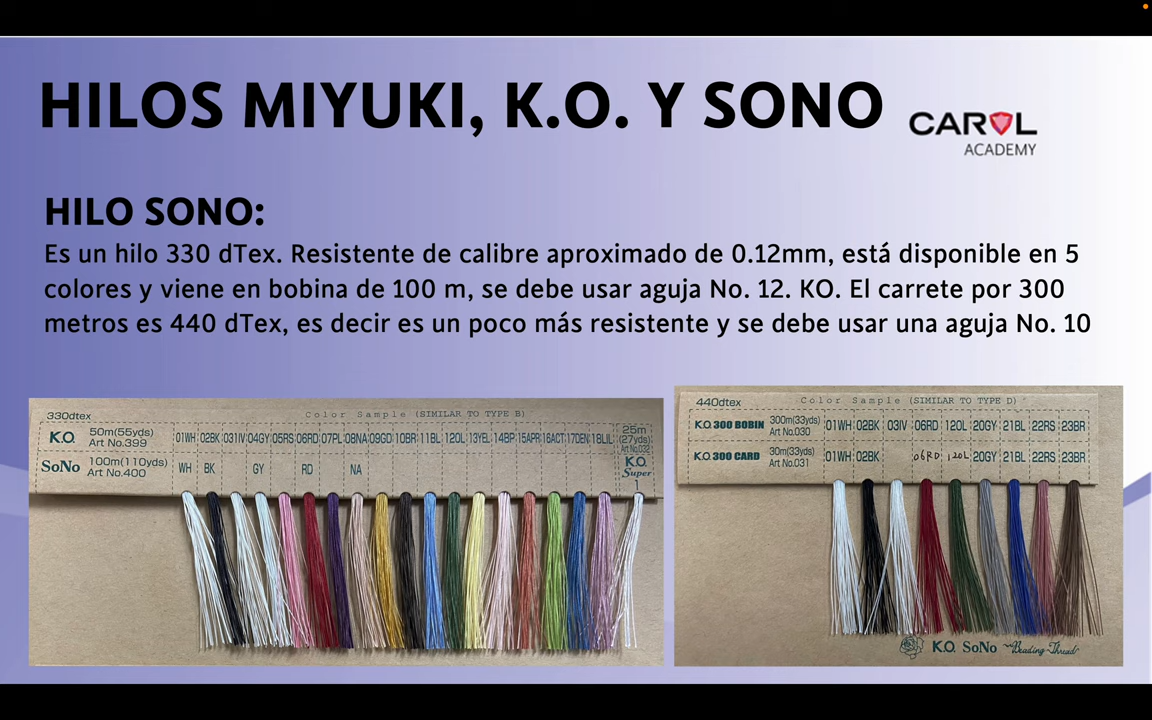 HILOS MIYUKI, K.O. Y SONO
CAROL
ACADEMY
HILO SONO:
Es un hilo 330 dTex. Resistente de calibre aproximado de 0.12mm, está disponible en 5
colores y viene en bobina de 100 m, se debe usar aguja No. 12. KO. El carrete por 300
metros es 440 dTex, es decir es un poco más resistente y se debe usar una aguja No. 10
330dtex
Color Sample (SIMILAR TO TYPE B)
K.O. 50m(55yds) Art No.399 01WH 02BK 03IV 04GY 05RS 06RD 07PL 08NA 09GD 10BR 11BL 12OL 13YEL 14BP 15APR 16ACT 17DEN 18LIL
25m (27yds) Art No.032
SoNo 100m(110yds) Art No.400 WH BK GY RD NA
K.O. Super 1
440dtex
Color Sample (SIMILAR TO TYPE D)
K.O.300 BOBIN 300m(33yds) Art No.030 01WH 02BK 03IV 06RD 12OL 20GY 21BL 22RS 23BR
K.O.300 CARD 30m(33yds) Art No.031 01WH 02BK 06RD 12OL 20GY 21BL 22RS 23BR
K.O. SoNo Beading Thread